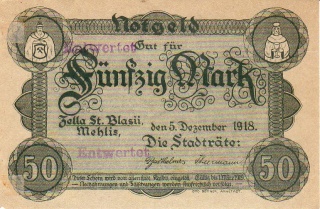 Notgeld
Entwertet
Gut für
Fünfzig Mark
Zella St. Blasii,
Mehlis,
den 5. Dezember 1918.
Die Stadträte:
Entwertet
50
50